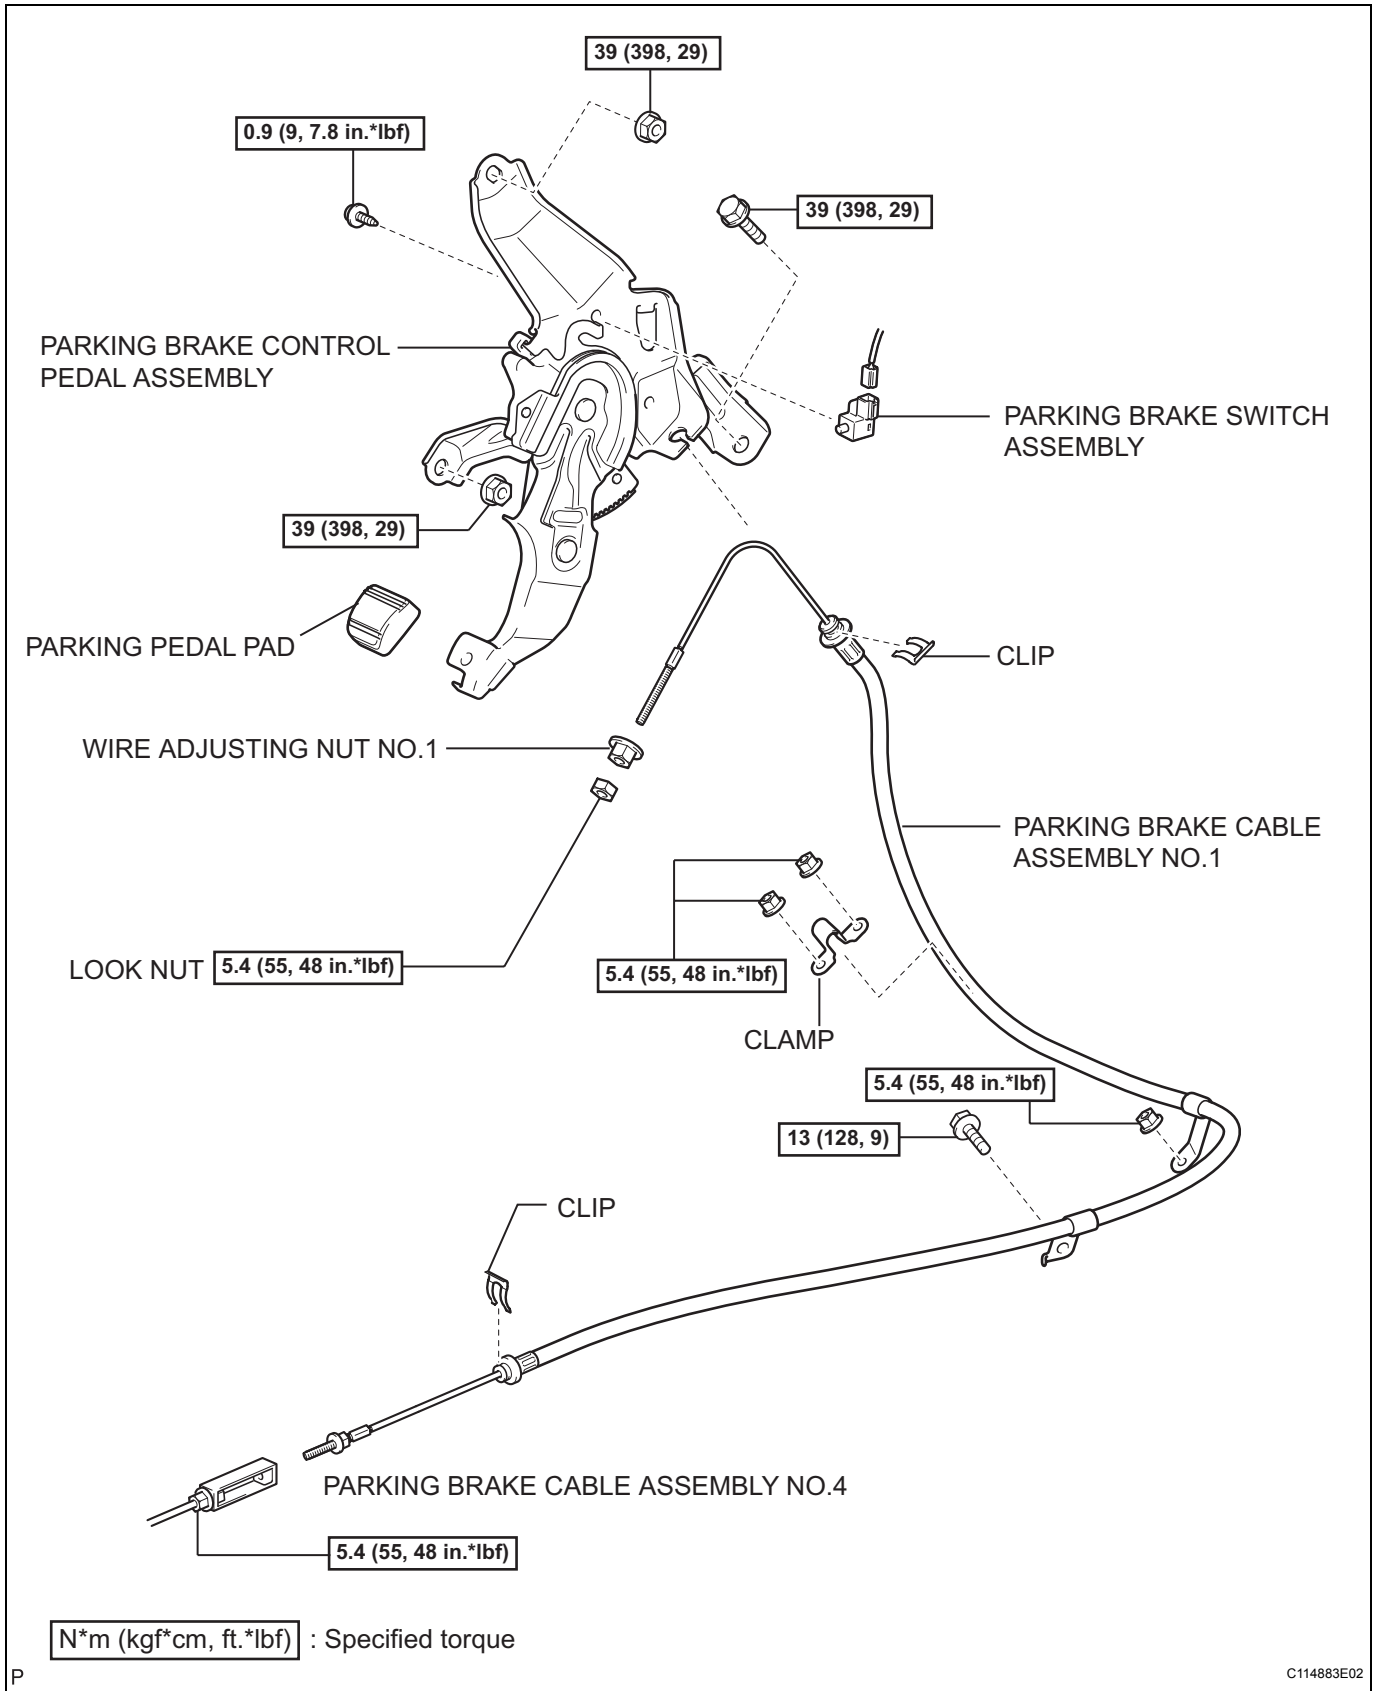 39 (398, 29)
0.9 (9, 7.8 in.*lbf)
39 (398, 29)
PARKING BRAKE CONTROL
PEDAL ASSEMBLY
PARKING BRAKE SWITCH
ASSEMBLY
39 (398, 29)
PARKING PEDAL PAD
CLIP
WIRE ADJUSTING NUT NO.1
PARKING BRAKE CABLE
ASSEMBLY NO.1
LOOK NUT
5.4 (55, 48 in.*lbf)
5.4 (55, 48 in.*lbf)
CLAMP
5.4 (55, 48 in.*lbf)
13 (128, 9)
CLIP
PARKING BRAKE CABLE ASSEMBLY NO.4
5.4 (55, 48 in.*lbf)
N*m (kgf*cm, ft.*lbf) : Specified torque
P
C114883E02